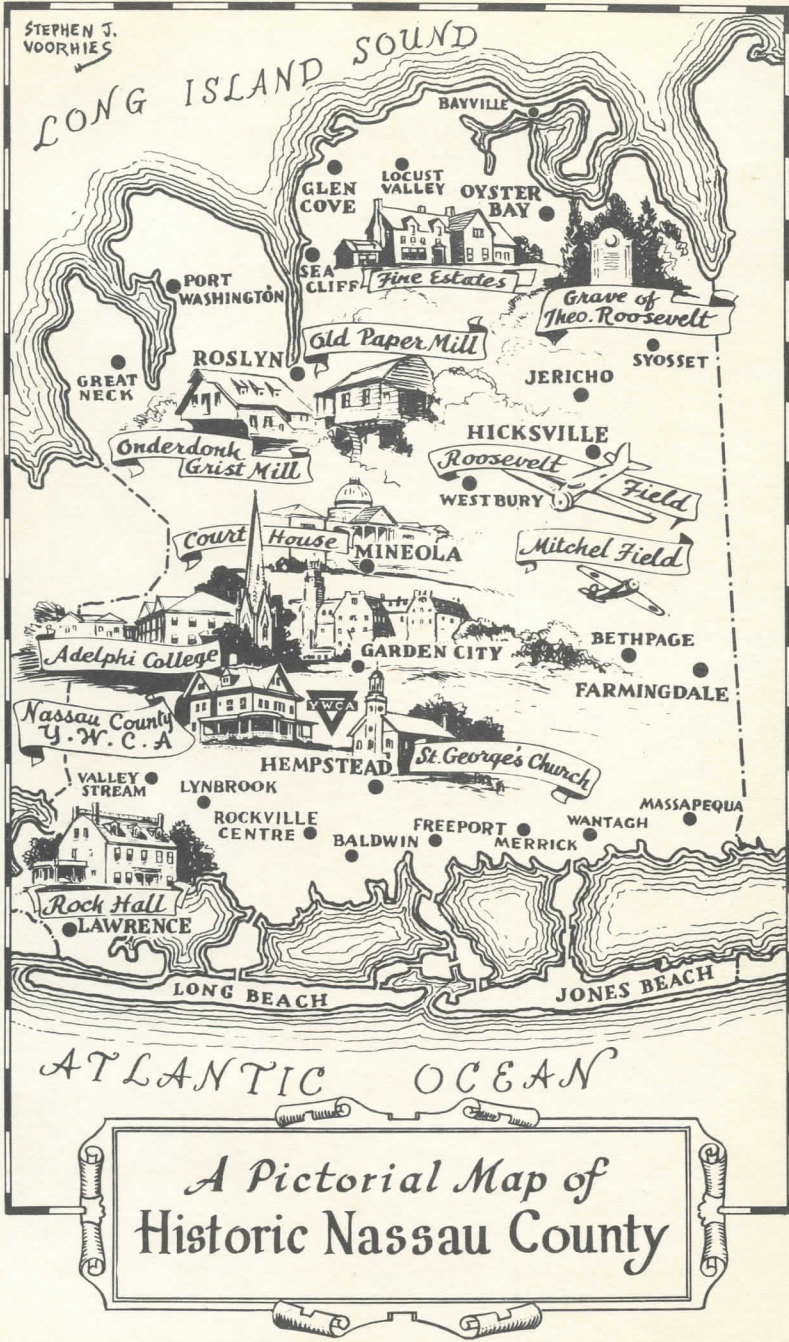 STEPHEN J.
VOORHIES
LONG ISLAND SOUND
BAYVILLE
GLEN
COVE
LOCUST
VALLEY
OYSTER
BAY
SEA
CLIFF
Fine Estates
PORT
WASHINGTON
Grave of
Theo. Roosevelt
Old Paper Mill
ROSLYN
SYOSSET
GREAT
NECK
JERICHO
HICKSVILLE
Onderdonk
Grist Mill
Roosevelt Field
WESTBURY
Court House
MINEOLA
Mitchel Field
Adelphi College
GARDEN CITY
BETHPAGE
FARMINGDALE
Nassau County
Y.W.C.A
YWCA
HEMPSTEAD
St. George's Church
VALLEY
STREAM
LYNBROOK
ROCKVILLE
CENTRE
BALDWIN
FREEPORT
MERRICK
WANTAGH
MASSAPEQUA
Rock Hall
LAWRENCE
LONG BEACH
JONES BEACH
ATLANTIC OCEAN
A Pictorial Map of
Historic Nassau County